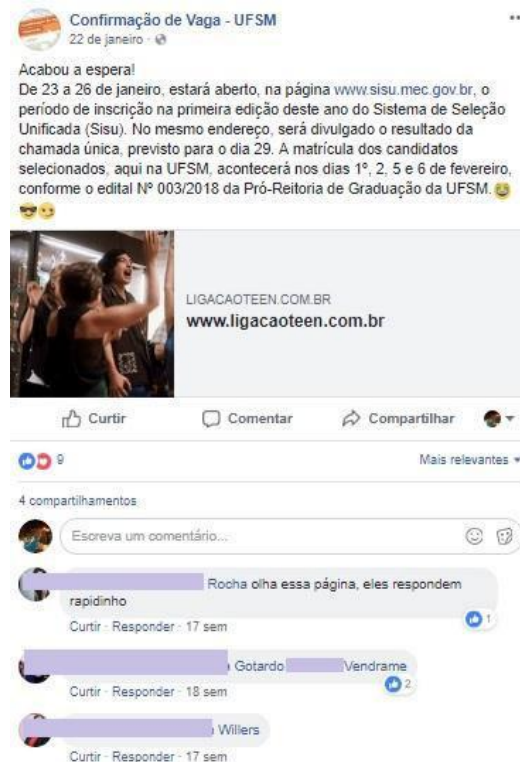 Confirmação de Vaga - UFSM
22 de janeiro ·
Acabou a espera!
De 23 a 26 de janeiro, estará aberto, na página www.sisu.mec.gov.br, o
período de inscrição na primeira edição deste ano do Sistema de Seleção
Unificada (Sisu). No mesmo endereço, será divulgado o resultado da
chamada única, previsto para o dia 29. A matrícula dos candidatos
selecionados, aqui na UFSM, acontecerá nos dias 1º, 2, 5 e 6 de fevereiro,
conforme o edital Nº 003/2018 da Pró-Reitoria de Graduação da UFSM.
LIGACAOTEEN.COM.BR
www.ligacaoteen.com.br
Curtir Comentar Compartilhar
9 Mais relevantes
4 compartilhamentos
Escreva um comentário...
Rocha olha essa página, eles respondem
rapidinho
1
Curtir · Responder · 17 sem
Gotardo Vendrame
2
Curtir · Responder · 18 sem
Willers
Curtir · Responder · 17 sem